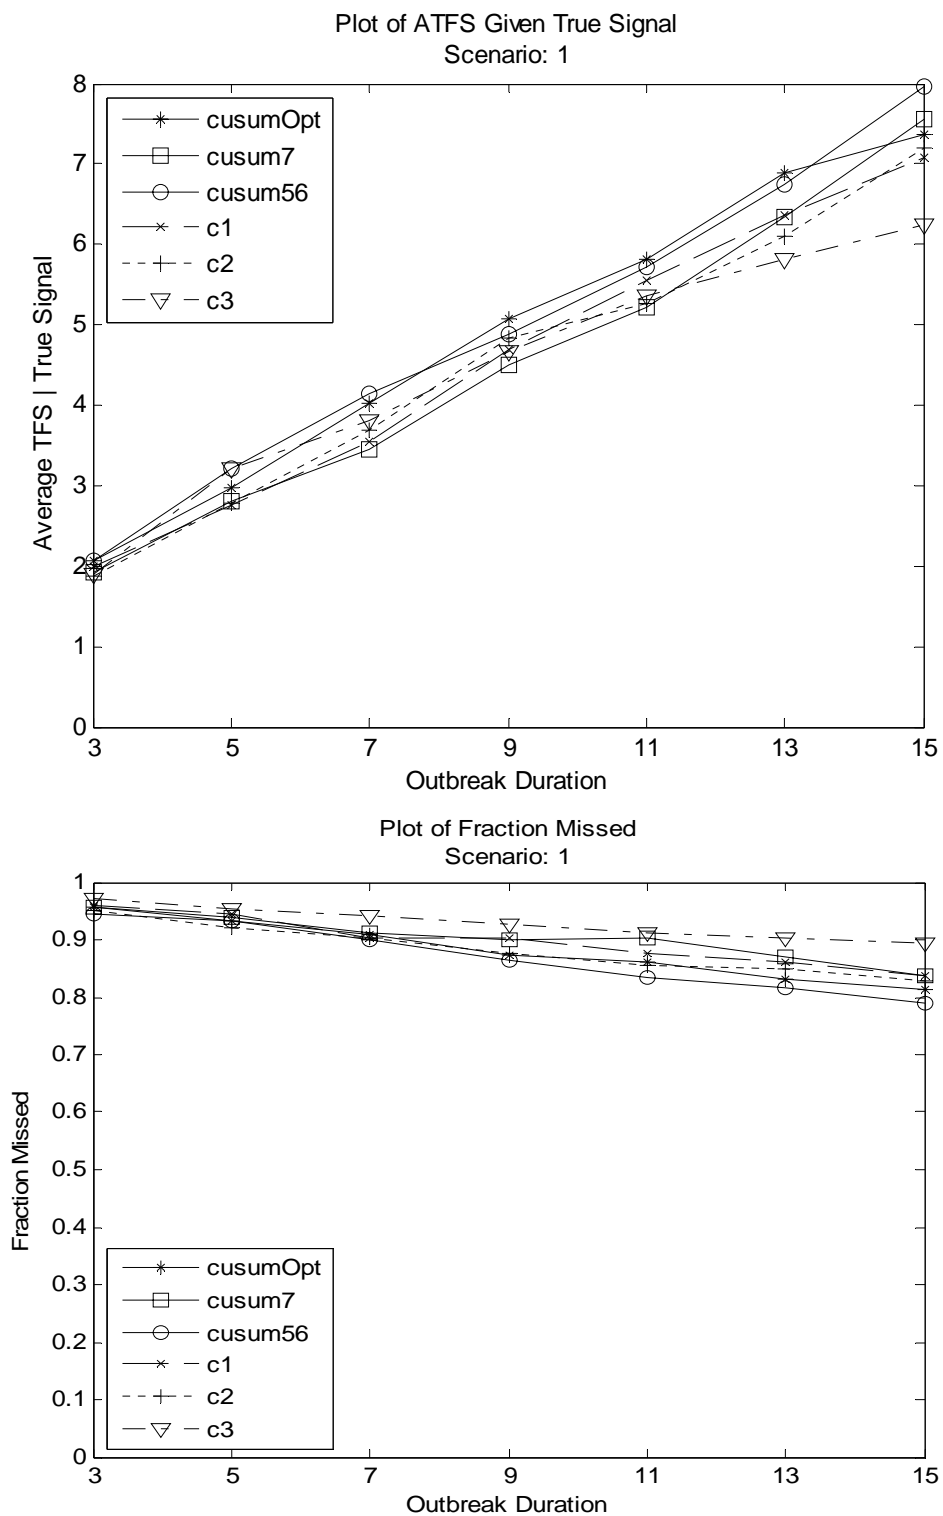 Plot of ATFS Given True Signal
Scenario: 1
8
7
6
5
4
3
2
1
0
Average TFS | True Signal
cusumOpt
cusum7
cusum56
c1
c2
c3
3 5 7 9 11 13 15
Outbreak Duration
Plot of Fraction Missed
Scenario: 1
1
0.9
0.8
0.7
0.6
0.5
0.4
0.3
0.2
0.1
0
Fraction Missed
cusumOpt
cusum7
cusum56
c1
c2
c3
3 5 7 9 11 13 15
Outbreak Duration